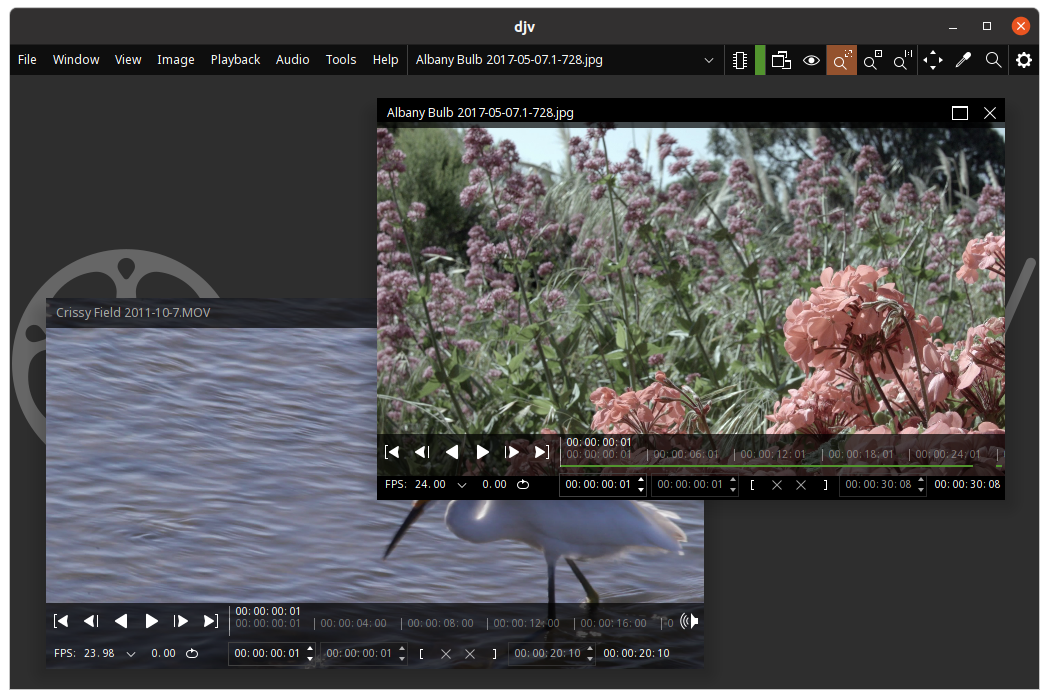 djv
File Window View Image Playback Audio Tools Help Albany Bulb 2017-05-07.1-728.jpg
Albany Bulb 2017-05-07.1-728.jpg
00:00:00:01
00:00:00:01 00:00:06:01 00:00:12:01 00:00:18:01 00:00:24:01
FPS: 24.00 0.00 00:00:00:01 00:00:00:01 [ ] 00:00:30:08 00:00:30:08
Crissy Field 2011-10-7.MOV
00:00:00:01
00:00:00:01 00:00:04:00 00:00:08:00 00:00:12:00 00:00:16:00
FPS: 23.98 0.00 00:00:00:01 00:00:00:01 [ ] 00:00:20:10 00:00:20:10